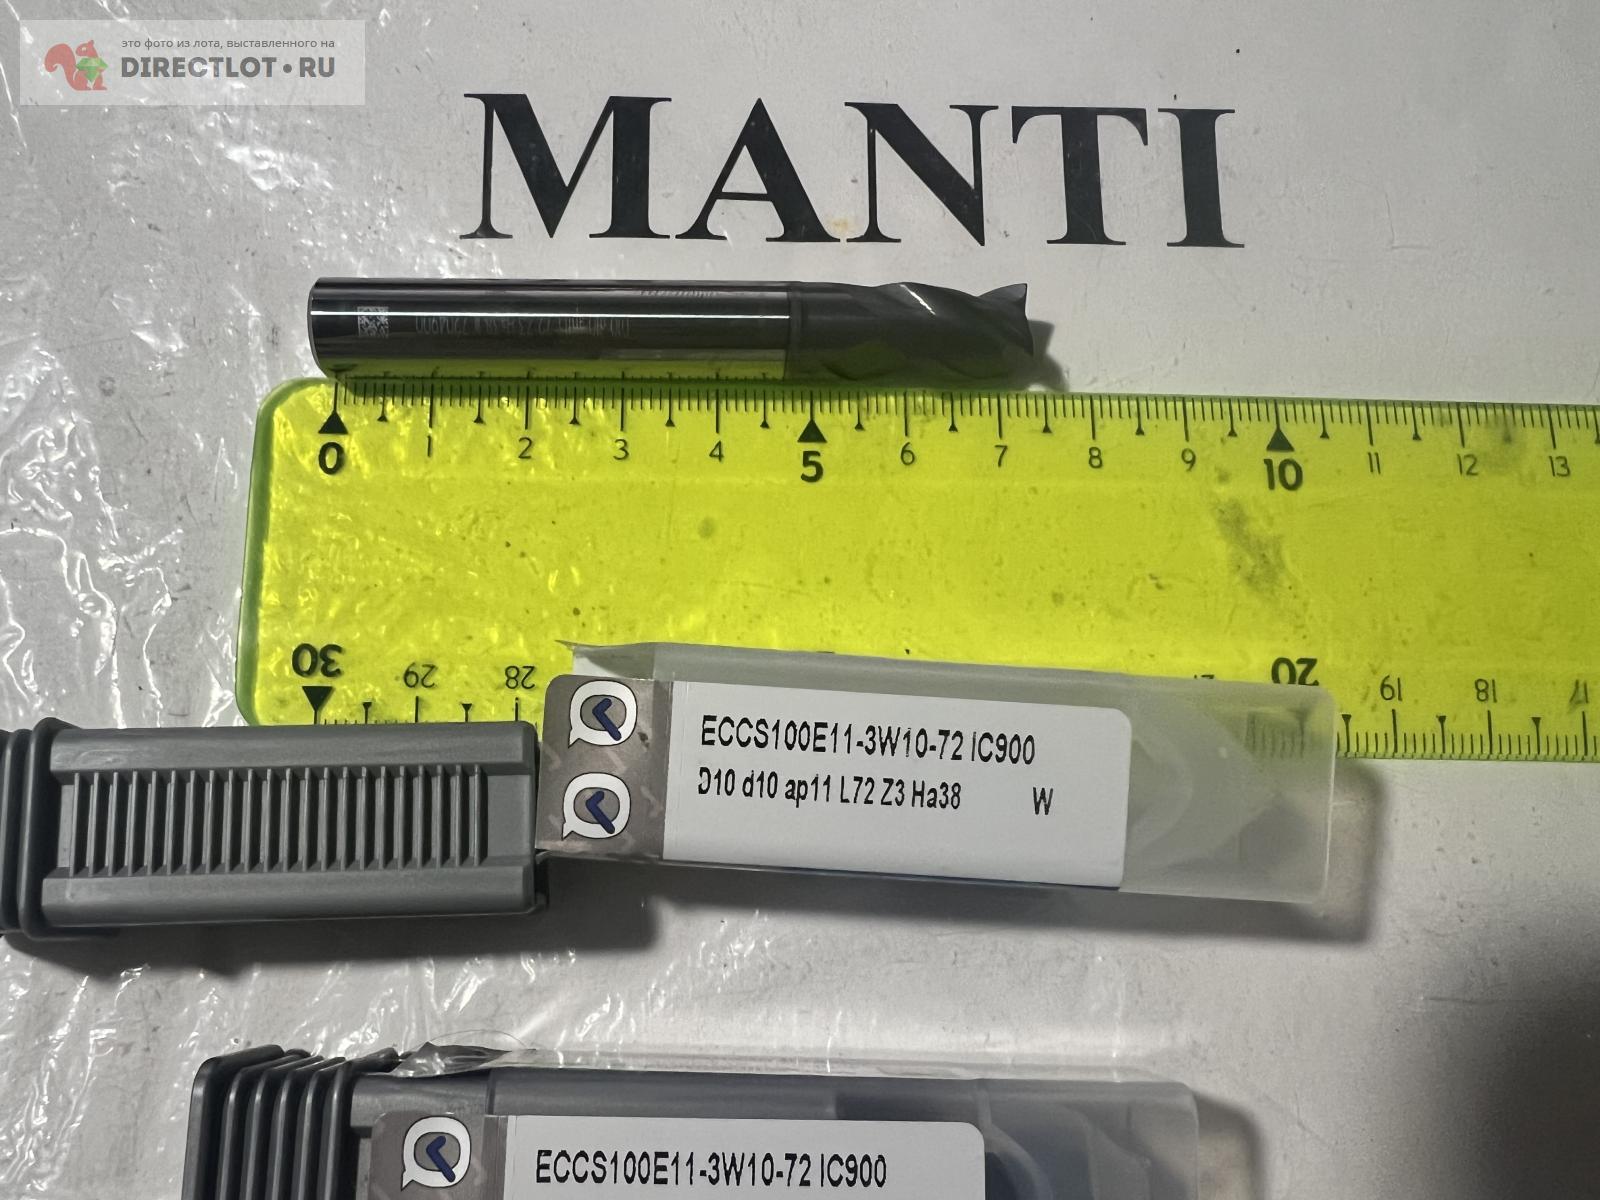 это фото из лота, выставленного на
DIRECTLOT•RU
MANTI
0 1 2 3 4 5 6 7 8 9 10 11 12 13
30 29 28 20 19 18 17
ECCS100E11-3W10-72 IC900
D10 d10 ap11 L72 Z3 Ha38 W
ECCS100E11-3W10-72 IC900